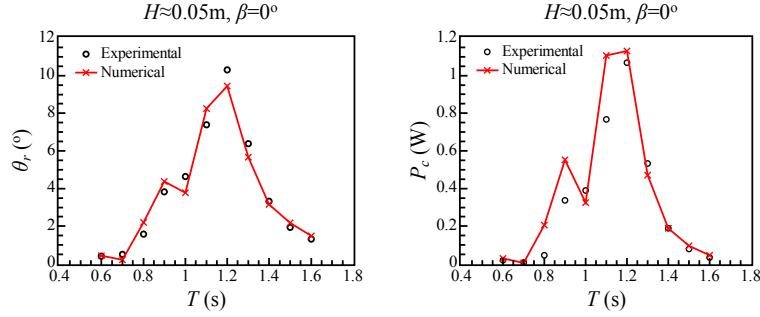 H≈0.05m, β=0°
Experimental
Numerical
θr (°)
12
10
8
6
4
2
0
0.4 0.6 0.8 1 1.2 1.4 1.6 1.8
T (s)
H≈0.05m, β=0°
Experimental
Numerical
Pc (W)
1.2
1
0.8
0.6
0.4
0.2
0
0.4 0.6 0.8 1 1.2 1.4 1.6 1.8
T (s)